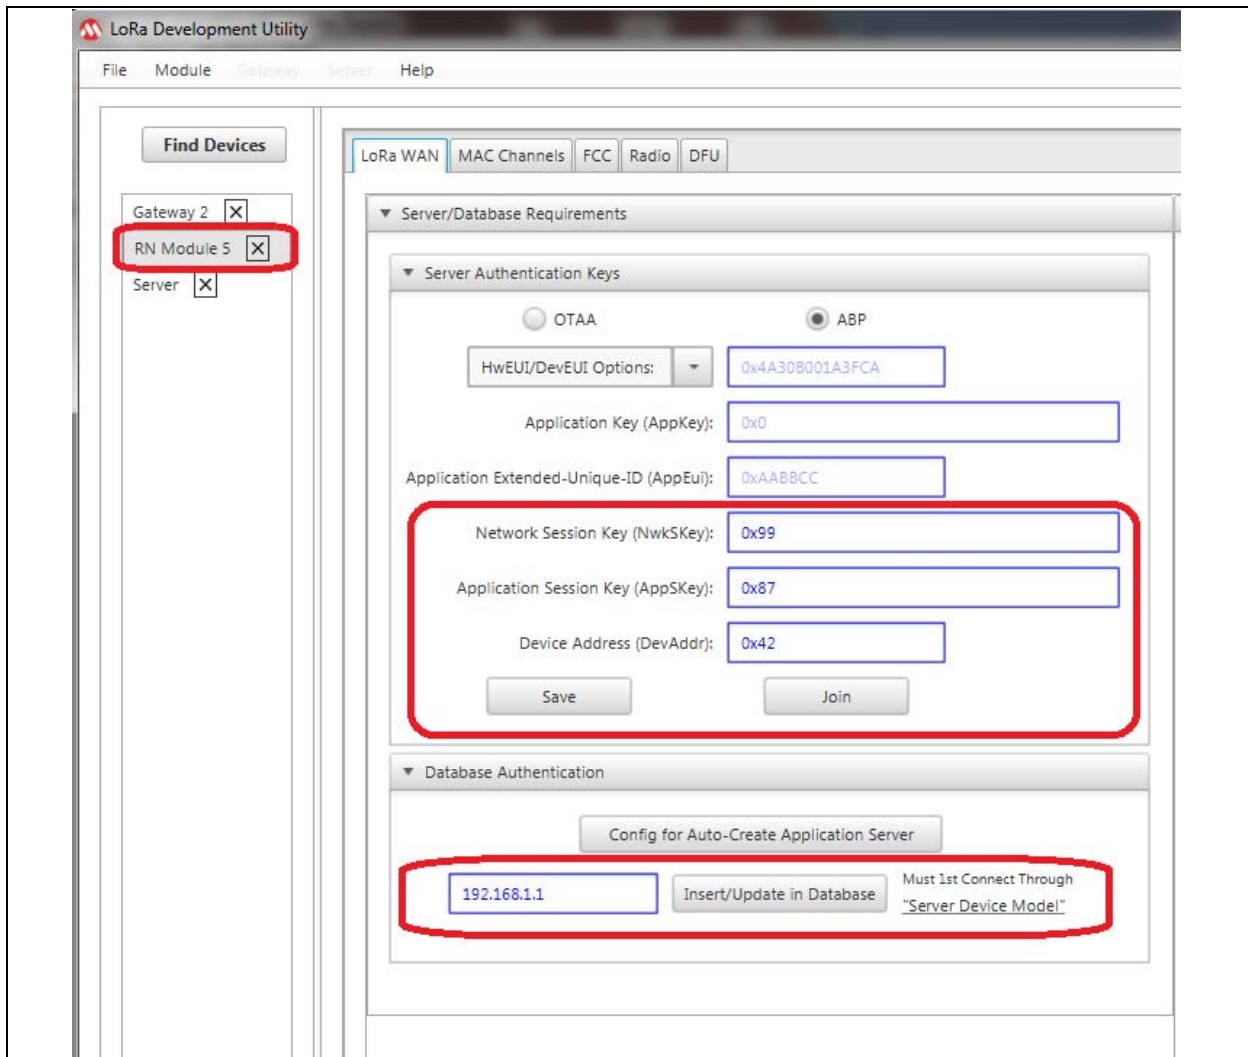 LoRa Development Utility
File Module Gateway Server Help
Find Devices
Gateway 2
RN Module 5
Server
LoRa WAN MAC Channels FCC Radio DFU
Server/Database Requirements
Server Authentication Keys
OTAA ABP
HwEUI/DevEUI Options: 0x4A30B001A3FCA
Application Key (AppKey): 0x0
Application Extended-Unique-ID (AppEui): 0xAABBCC
Network Session Key (NwkSKey): 0x99
Application Session Key (AppSKey): 0x87
Device Address (DevAddr): 0x42
Save Join
Database Authentication
Config for Auto-Create Application Server
192.168.1.1 Insert/Update in Database Must 1st Connect Through
"Server Device Model"